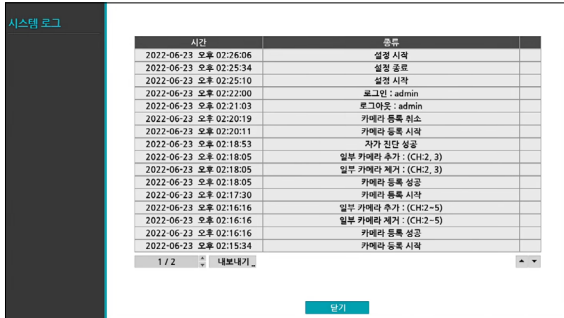 시스템 로그
시간 종류
2022-06-23 오후 02:26:06 설정 시작
2022-06-23 오후 02:25:34 설정 종료
2022-06-23 오후 02:25:10 설정 시작
2022-06-23 오후 02:22:00 로그인 : admin
2022-06-23 오후 02:21:03 로그아웃 : admin
2022-06-23 오후 02:20:19 카메라 등록 취소
2022-06-23 오후 02:20:11 카메라 등록 시작
2022-06-23 오후 02:18:53 자가 진단 성공
2022-06-23 오후 02:18:05 일부 카메라 추가 : (CH:2, 3)
2022-06-23 오후 02:18:05 일부 카메라 제거 : (CH:2, 3)
2022-06-23 오후 02:18:05 카메라 등록 성공
2022-06-23 오후 02:17:30 카메라 등록 시작
2022-06-23 오후 02:16:16 일부 카메라 추가 : (CH:2~5)
2022-06-23 오후 02:16:16 일부 카메라 제거 : (CH:2~5)
2022-06-23 오후 02:16:16 카메라 등록 성공
2022-06-23 오후 02:15:34 카메라 등록 시작
1 / 2 내보내기
닫기